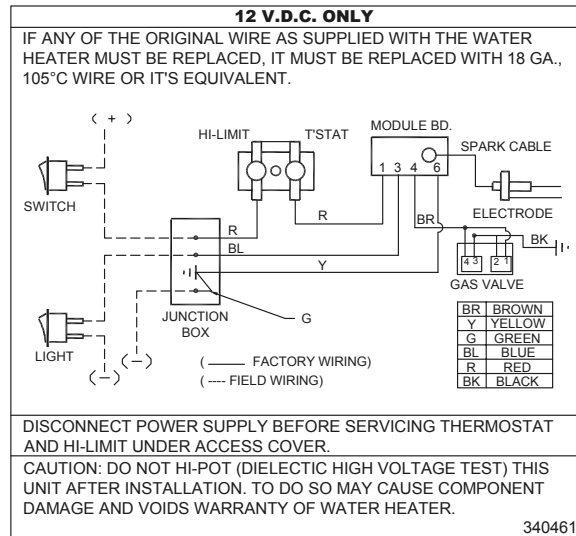 12 V.D.C. ONLY
IF ANY OF THE ORIGINAL WIRE AS SUPPLIED WITH THE WATER
HEATER MUST BE REPLACED, IT MUST BE REPLACED WITH 18 GA.,
105°C WIRE OR IT'S EQUIVALENT.
( + )
HI-LIMIT T'STAT
MODULE BD.
SPARK CABLE
1 3 4 6
SWITCH
ELECTRODE
R
R
BR
BL
BK
Y
4 3 2 1
GAS VALVE
JUNCTION
BOX
G
LIGHT
(—)
(—)
( —— FACTORY WIRING)
( ---- FIELD WIRING)
BR BROWN
Y YELLOW
G GREEN
BL BLUE
R RED
BK BLACK
DISCONNECT POWER SUPPLY BEFORE SERVICING THERMOSTAT
AND HI-LIMIT UNDER ACCESS COVER.
CAUTION: DO NOT HI-POT (DIELECTIC HIGH VOLTAGE TEST) THIS
UNIT AFTER INSTALLATION. TO DO SO MAY CAUSE COMPONENT
DAMAGE AND VOIDS WARRANTY OF WATER HEATER.
340461